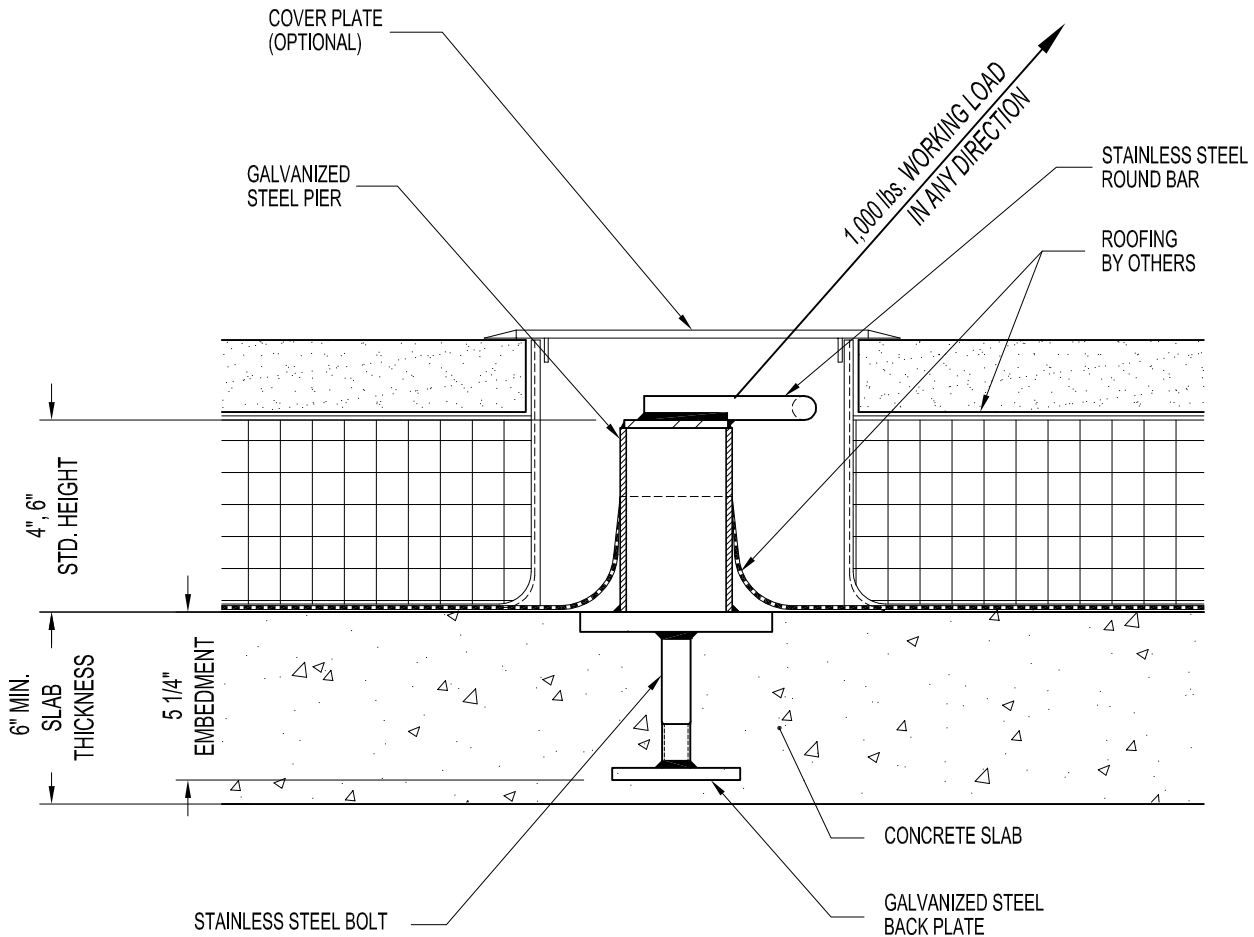 COVER PLATE
(OPTIONAL)
1,000 lbs. WORKING LOAD
IN ANY DIRECTION
GALVANIZED
STEEL PIER
STAINLESS STEEL
ROUND BAR
ROOFING
BY OTHERS
4", 6"
STD. HEIGHT
6" MIN.
SLAB
THICKNESS
5 1/4"
EMBEDMENT
CONCRETE SLAB
STAINLESS STEEL BOLT
GALVANIZED STEEL
BACK PLATE